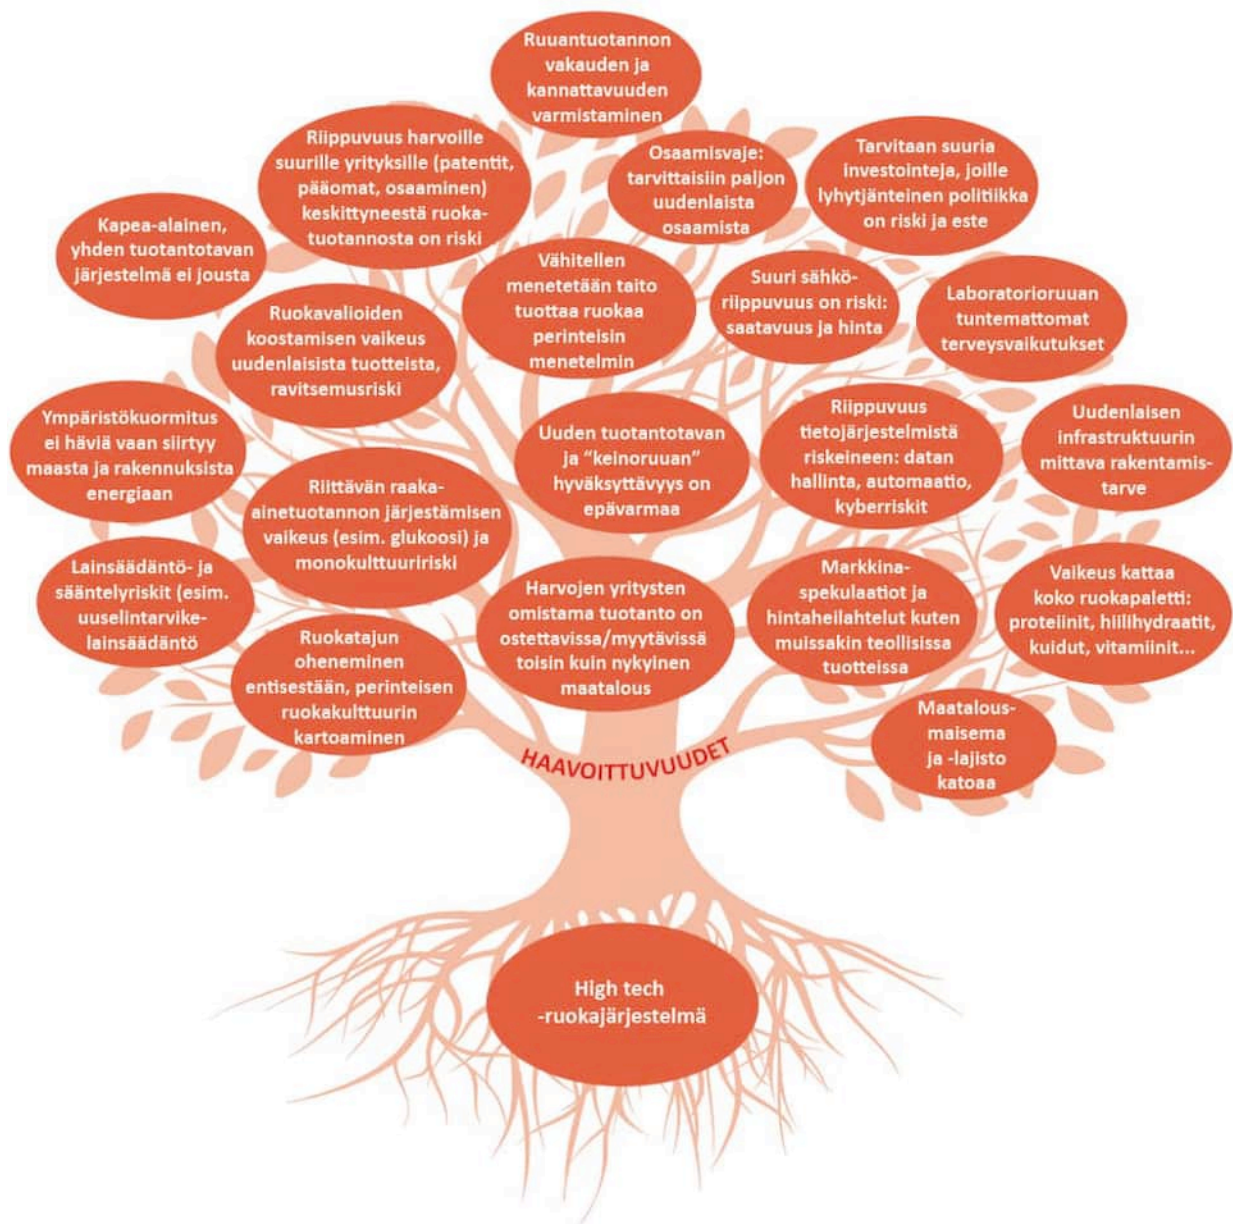 Ruuantuotannon
vakauden ja
kannattavuuden
varmistaminen
Riippuvuus harvoille
suurille yrityksille (patentit,
pääomat, osaaminen)
keskittyneestä ruoka-
tuotannosta on riski
Osaamisvaje:
tarvittaisiin paljon
uudenlaista
osaamista
Tarvitaan suuria
investointeja, joille
lyhytjänteinen politiikka
on riski ja este
Kapea-alainen,
yhden tuotantotavan
järjestelmä ei jousta
Vähitellen
menetetään taito
tuottaa ruokaa
perinteisin
menetelmin
Suuri sähkö-
riippuvuus on riski:
saatavuus ja hinta
Laboratorioruuan
tuntemattomat
terveysvaikutukset
Ruokavalioiden
koostamisen vaikeus
uudenlaisista tuotteista,
ravitsemusriski
Ympäristökuormitus
ei häviä vaan siirtyy
maasta ja rakennuksista
energiaan
Uuden tuotantotavan
ja “keinoruuan”
hyväksyttävyys on
epävarmaa
Riippuvuus
tietojärjestelmistä
riskeineen: datan
hallinta, automaatio,
kyberriskit
Uudenlaisen
infrastruktuurin
mittava rakentamis-
tarve
Riittävän raaka-
ainetuotannon järjestämisen
vaikeus (esim. glukoosi) ja
monokulttuuririski
Lainsäädäntö- ja
sääntelyriskit (esim.
uuselintarvike-
lainsäädäntö
Harvojen yritysten
omistama tuotanto on
ostettavissa/myytävissä
toisin kuin nykyinen
maatalous
Markkina-
spekulaatiot ja
hintaheilahtelut kuten
muissakin teollisissa
tuotteissa
Vaikeus kattaa
koko ruokapaletti:
proteiinit, hiilihydraatit,
kuidut, vitamiinit...
Ruokatajun
oheneminen
entisestään, perinteisen
ruokakulttuurin
kartoaminen
Maatalous-
maisema
ja -lajisto
katoaa
HAAVOITTUVUUDET
High tech
-ruokajärjestelmä